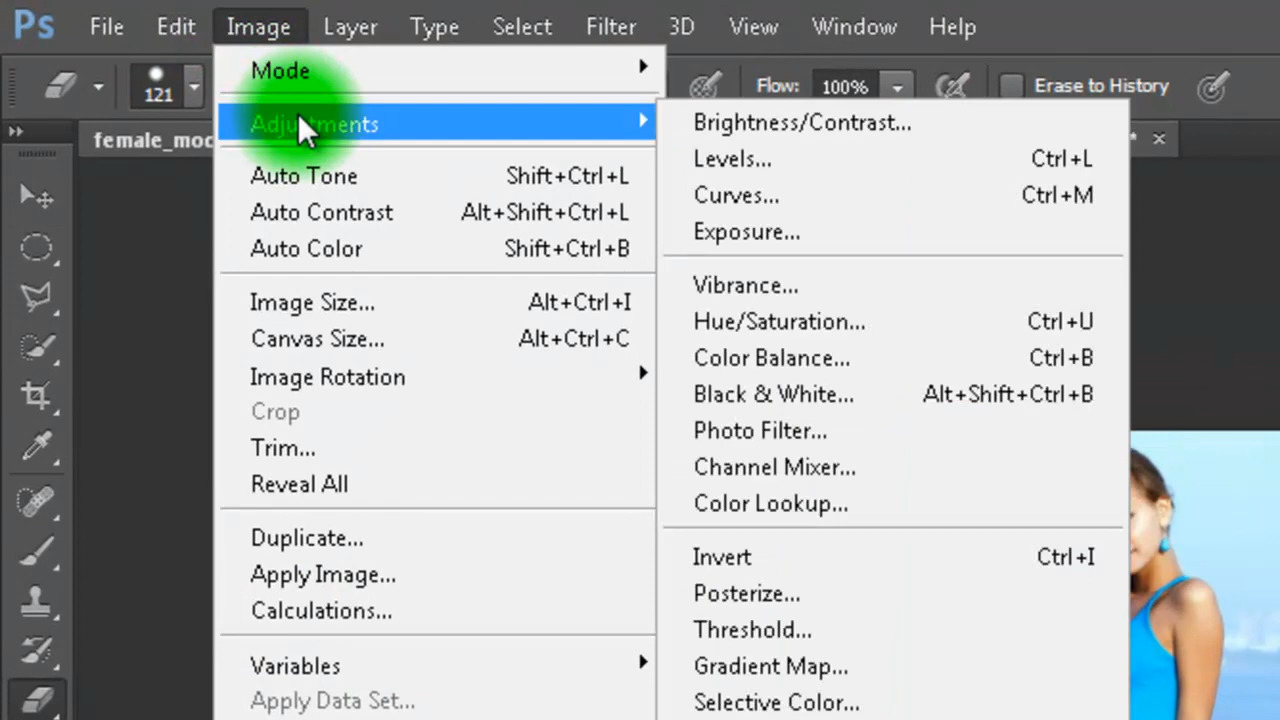 Ps File Edit Image Layer Type Select Filter 3D View Window Help
121 Flow: 100% Erase to History
female_moc
Mode
Adjustments
Auto Tone Shift+Ctrl+L
Auto Contrast Alt+Shift+Ctrl+L
Auto Color Shift+Ctrl+B
Image Size... Alt+Ctrl+I
Canvas Size... Alt+Ctrl+C
Image Rotation
Crop
Trim...
Reveal All
Duplicate...
Apply Image...
Calculations...
Variables
Apply Data Set...
Brightness/Contrast...
Levels... Ctrl+L
Curves... Ctrl+M
Exposure...
Vibrance...
Hue/Saturation... Ctrl+U
Color Balance... Ctrl+B
Black & White... Alt+Shift+Ctrl+B
Photo Filter...
Channel Mixer...
Color Lookup...
Invert Ctrl+I
Posterize...
Threshold...
Gradient Map...
Selective Color...